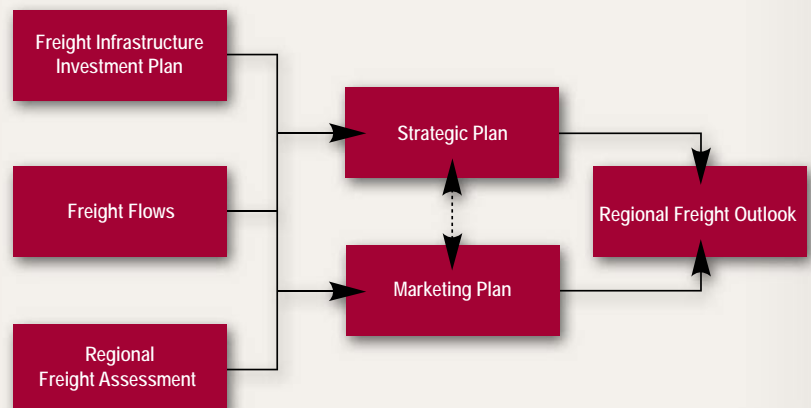 Freight Infrastructure
Investment Plan
Freight Flows
Regional
Freight Assessment
Strategic Plan
Marketing Plan
Regional Freight Outlook